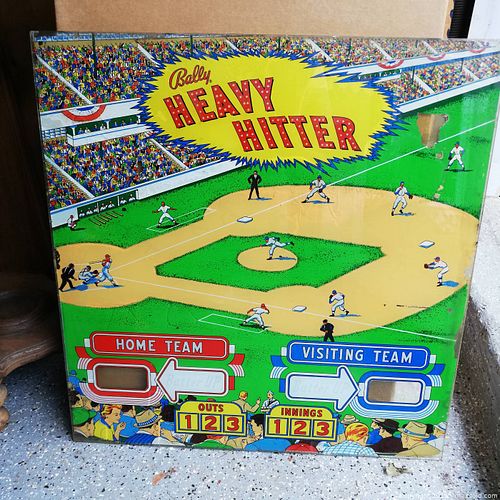 Bally
HEAVY
HITTER
HOME TEAM
VISITING TEAM
OUTS
INNINGS
1 2 3
1 2 3